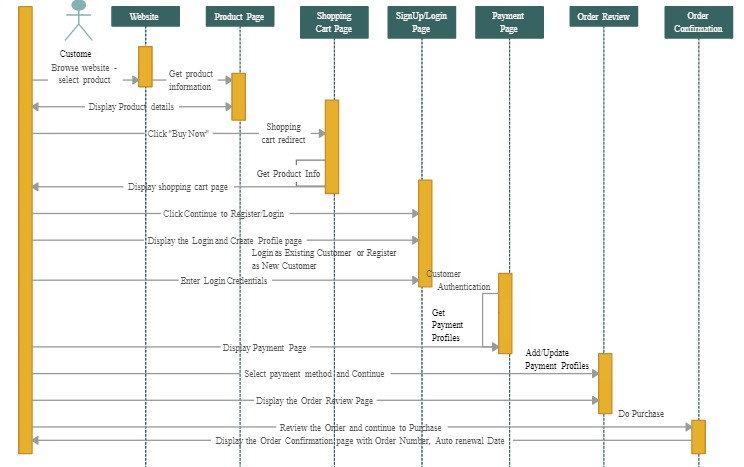 Website
Product Page
Shopping
Cart Page
SignUp/Login
Page
Payment
Page
Order Review
Order
Confirmation
Custome
Browse website -
select product
Get product
information
Display Product details
Click "Buy Now"
Shopping
cart redirect
Get Product Info
Display shopping cart page
Click Continue to Register/Login
Display the Login and Create Profile page
Login as Existing Customer or Register
as New Customer
Enter Login Credentials
Customer
Authentication
Get
Payment
Profiles
Display Payment Page
Add/Update
Payment Profiles
Select payment method and Continue
Display the Order Review Page
Do Purchase
Review the Order and continue to Purchase
Display the Order Confirmation page with Order Number, Auto renewal Date